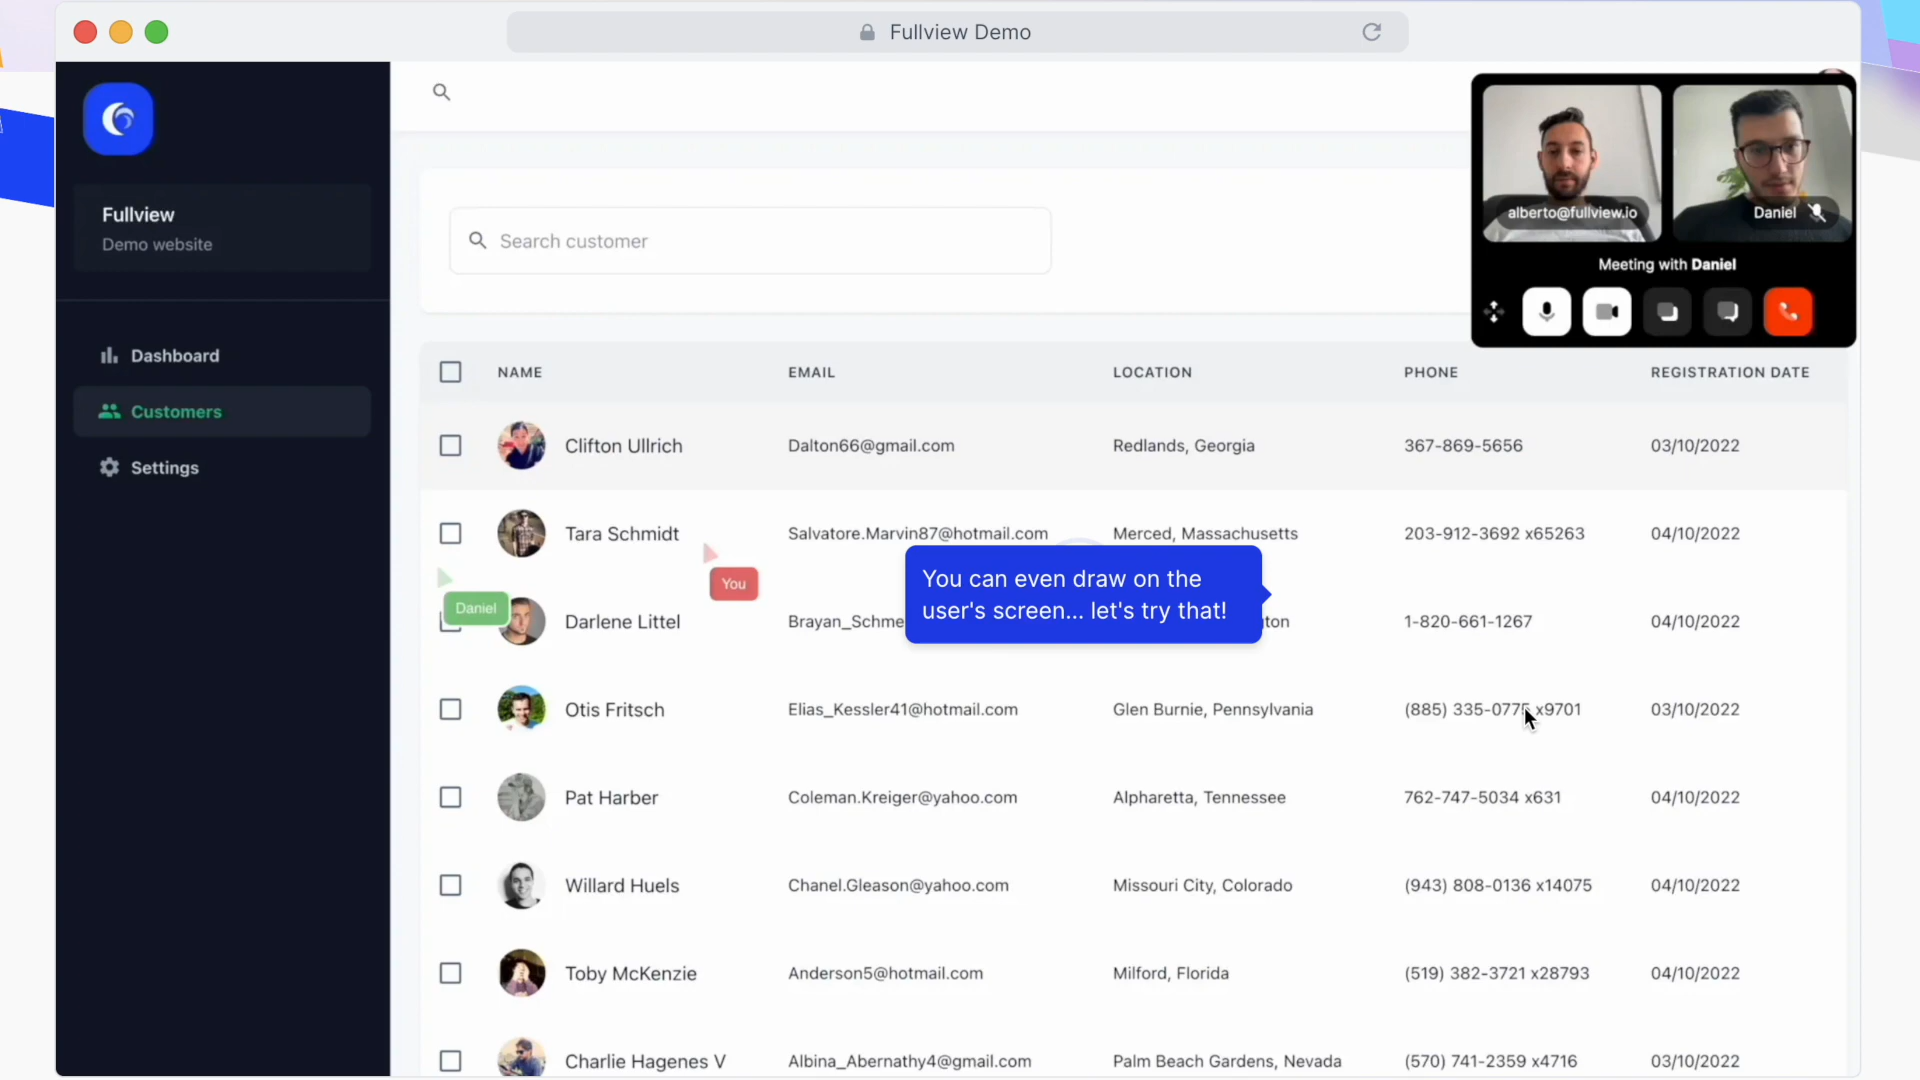 Fullview Demo
Fullview
Demo website
Dashboard
Customers
Settings
Search customer
alberto@fullview.io
Daniel
Meeting with Daniel
NAME EMAIL LOCATION PHONE REGISTRATION DATE
Clifton Ullrich Dalton66@gmail.com Redlands, Georgia 367-869-5656 03/10/2022
Tara Schmidt Salvatore.Marvin87@hotmail.com Merced, Massachusetts 203-912-3692 x65263 04/10/2022
You
Daniel
You can even draw on the
user's screen... let's try that!
Darlene Littel Brayan_Schme ton 1-820-661-1267 04/10/2022
Otis Fritsch Elias_Kessler41@hotmail.com Glen Burnie, Pennsylvania (885) 335-0775 x9701 03/10/2022
Pat Harber Coleman.Kreiger@yahoo.com Alpharetta, Tennessee 762-747-5034 x631 04/10/2022
Willard Huels Chanel.Gleason@yahoo.com Missouri City, Colorado (943) 808-0136 x14075 04/10/2022
Toby McKenzie Anderson5@hotmail.com Milford, Florida (519) 382-3721 x28793 04/10/2022
Charlie Hagenes V Albina_Abernathy4@gmail.com Palm Beach Gardens, Nevada (570) 741-2359 x4716 03/10/2022